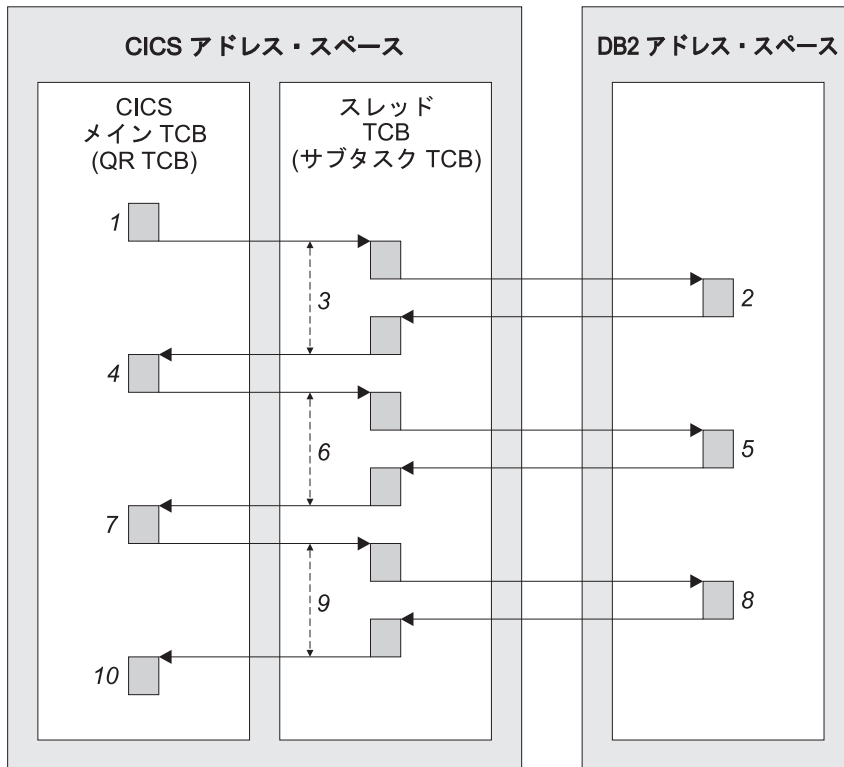 CICS アドレス・スペース
DB2 アドレス・スペース
CICS
メイン TCB
(QR TCB)
スレッド
TCB
(サブタスク TCB)
1
2
3
4
5
6
7
8
9
10